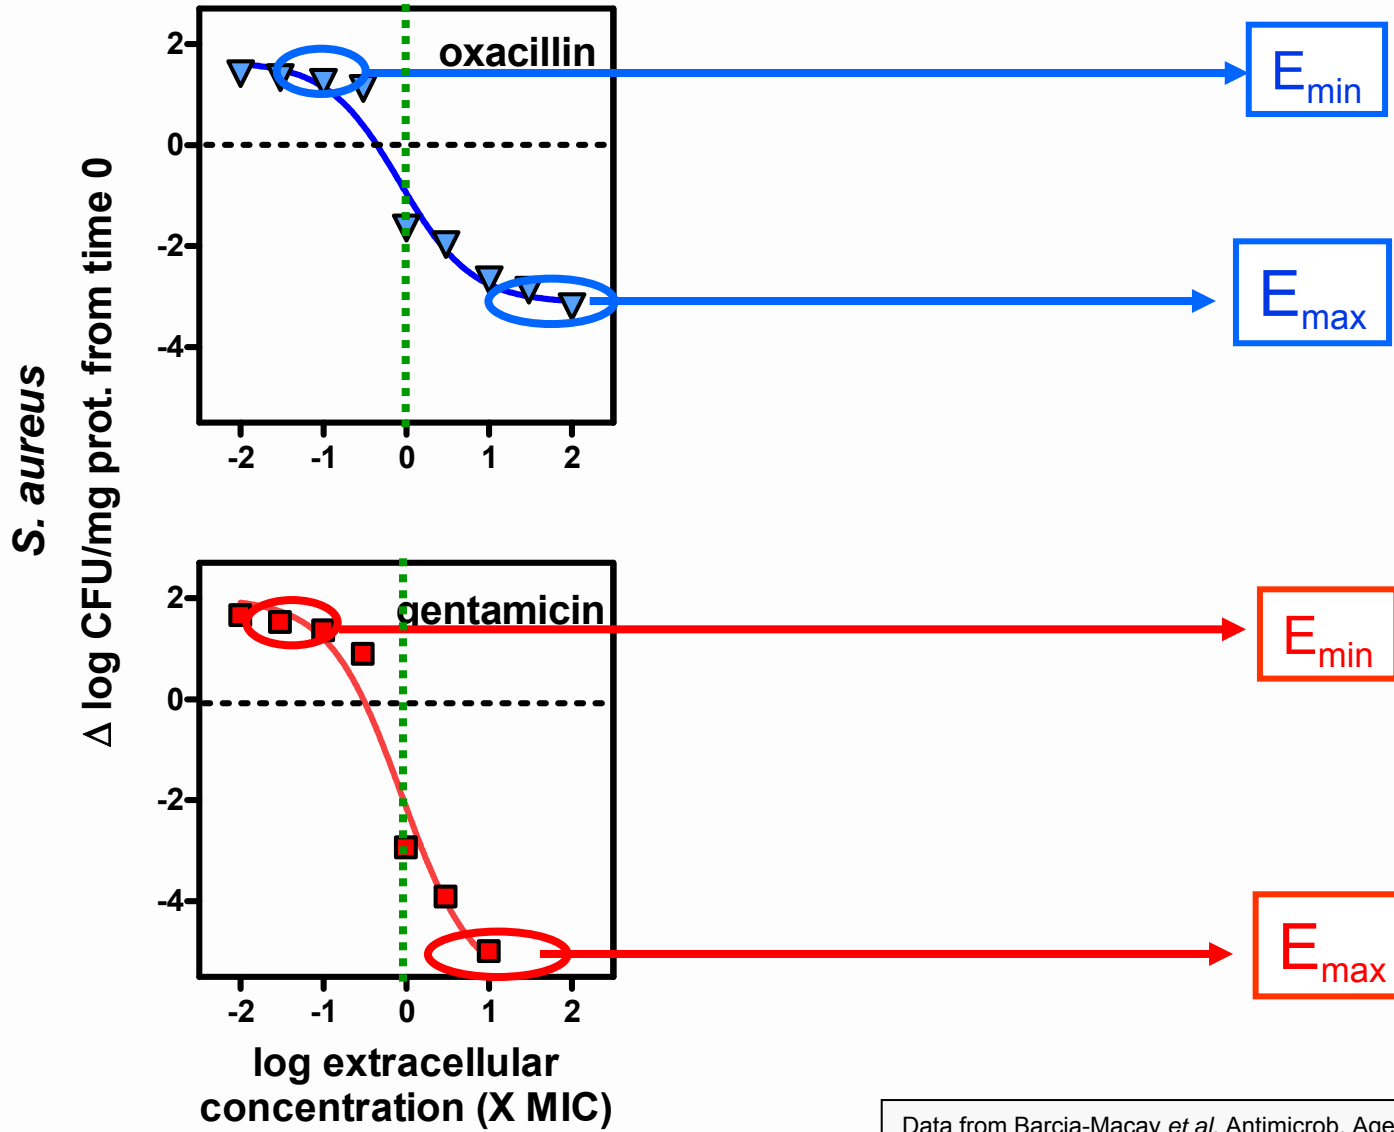 S. aureus
Δ log CFU/mg prot. from time 0
2
0
-2
-4
oxacillin
-2 -1 0 1 2
Emin
Emax
2
0
-2
-4
gentamicin
-2 -1 0 1 2
Emin
Emax
log extracellular
concentration (X MIC)
Data from Barcia-Macay et al. Antimicrob. Age